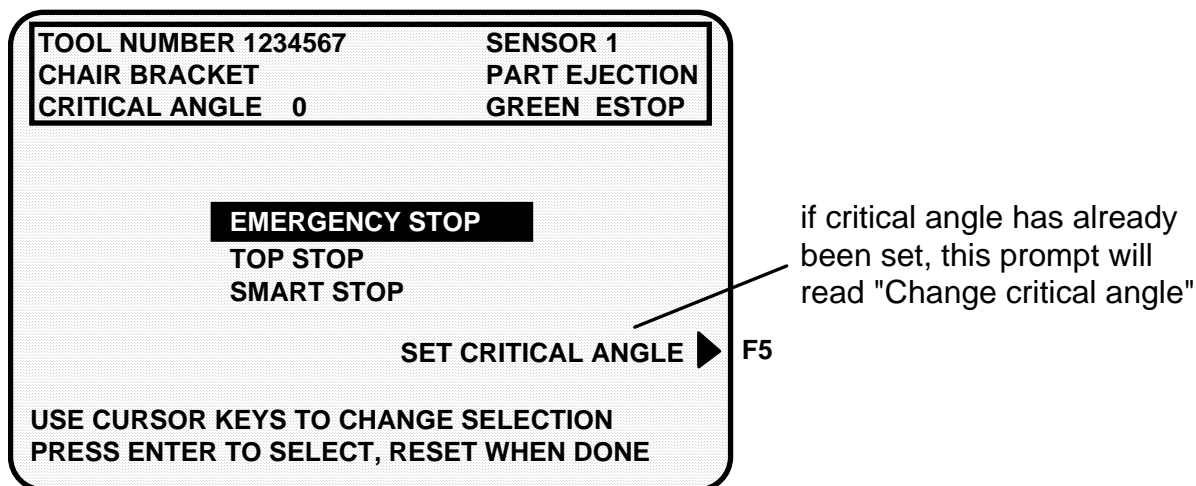 TOOL NUMBER 1234567 SENSOR 1
CHAIR BRACKET PART EJECTION
CRITICAL ANGLE 0 GREEN ESTOP
EMERGENCY STOP
TOP STOP
SMART STOP
if critical angle has already
been set, this prompt will
read "Change critical angle"
SET CRITICAL ANGLE F5
USE CURSOR KEYS TO CHANGE SELECTION
PRESS ENTER TO SELECT, RESET WHEN DONE